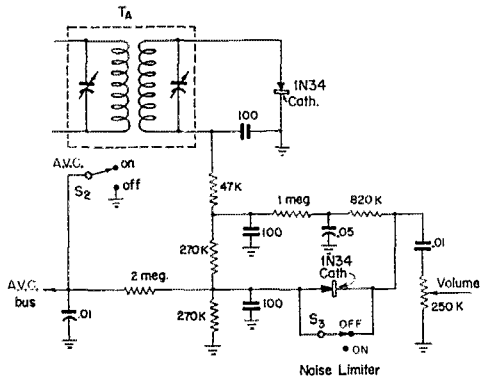 TA
1N34
Cath.
100
A.V.C.
on
off
S2
47K
1 meg.
820K
100
.05
.01
270K
1N34
Cath.
2 meg.
A.V.C.
bus
Volume
250K
.01
270K
100
S3
OFF
ON
Noise Limiter